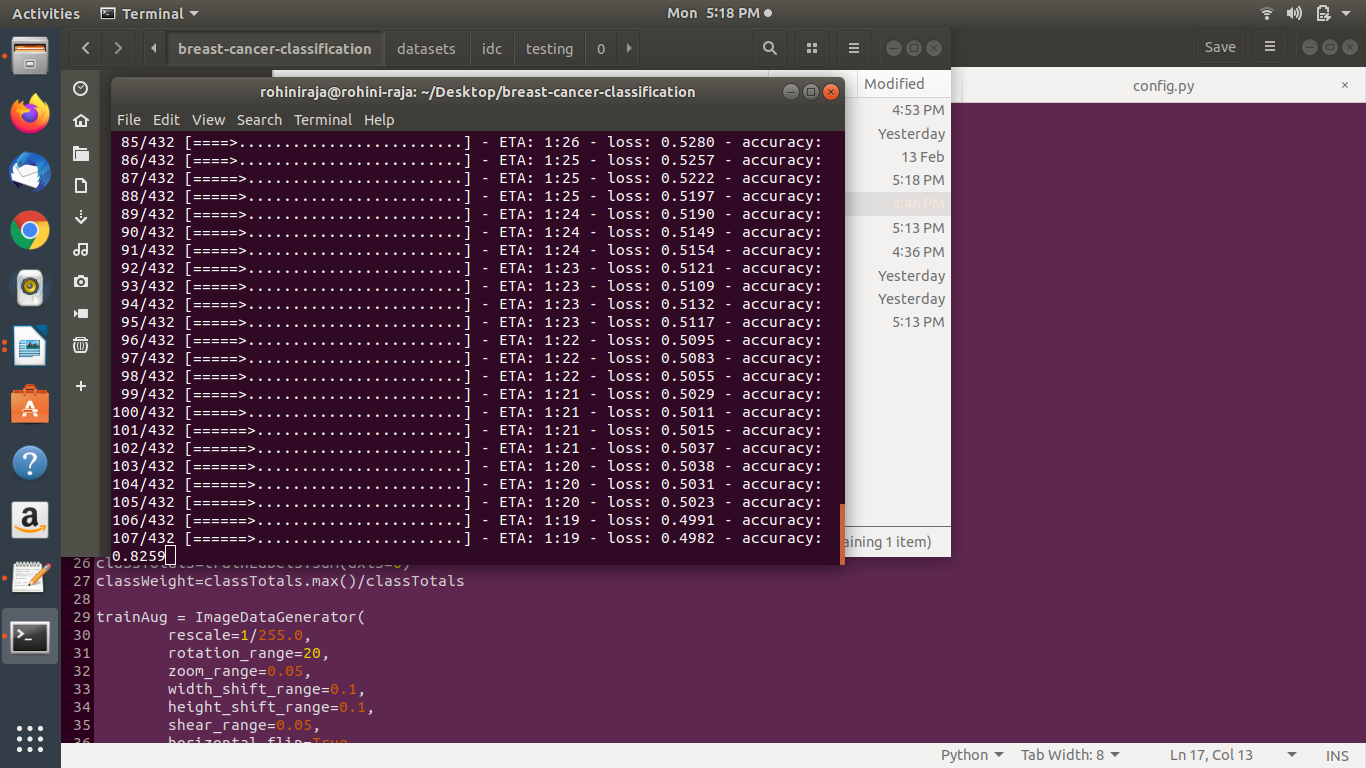 Activities Terminal Mon 5:18 PM
breast-cancer-classification datasets idc testing 0 Save
Modified config.py ×
rohiniraja@rohini-raja: ~/Desktop/breast-cancer-classification
File Edit View Search Terminal Help
4:53 PM
Yesterday
13 Feb
5:18 PM
4:46 PM
5:13 PM
4:36 PM
Yesterday
Yesterday
5:13 PM
85/432 [====>.........................] - ETA: 1:26 - loss: 0.5280 - accuracy:
86/432 [====>.........................] - ETA: 1:25 - loss: 0.5257 - accuracy:
87/432 [=====>........................] - ETA: 1:25 - loss: 0.5222 - accuracy:
88/432 [=====>........................] - ETA: 1:25 - loss: 0.5197 - accuracy:
89/432 [=====>........................] - ETA: 1:24 - loss: 0.5190 - accuracy:
90/432 [=====>........................] - ETA: 1:24 - loss: 0.5149 - accuracy:
91/432 [=====>........................] - ETA: 1:24 - loss: 0.5154 - accuracy:
92/432 [=====>........................] - ETA: 1:23 - loss: 0.5121 - accuracy:
93/432 [=====>........................] - ETA: 1:23 - loss: 0.5109 - accuracy:
94/432 [=====>........................] - ETA: 1:23 - loss: 0.5132 - accuracy:
95/432 [=====>........................] - ETA: 1:23 - loss: 0.5117 - accuracy:
96/432 [=====>........................] - ETA: 1:22 - loss: 0.5095 - accuracy:
97/432 [=====>........................] - ETA: 1:22 - loss: 0.5083 - accuracy:
98/432 [=====>........................] - ETA: 1:22 - loss: 0.5055 - accuracy:
99/432 [=====>........................] - ETA: 1:21 - loss: 0.5029 - accuracy:
100/432 [=====>........................] - ETA: 1:21 - loss: 0.5011 - accuracy:
101/432 [======>.......................] - ETA: 1:21 - loss: 0.5015 - accuracy:
102/432 [======>.......................] - ETA: 1:21 - loss: 0.5037 - accuracy:
103/432 [======>.......................] - ETA: 1:20 - loss: 0.5038 - accuracy:
104/432 [======>.......................] - ETA: 1:20 - loss: 0.5031 - accuracy:
105/432 [======>.......................] - ETA: 1:20 - loss: 0.5023 - accuracy:
106/432 [======>.......................] - ETA: 1:19 - loss: 0.4991 - accuracy:
107/432 [======>.......................] - ETA: 1:19 - loss: 0.4982 - accuracy:
0.8259
aining 1 item)
26 classTotals=trainLabels.sum(axis=0)
27 classWeight=classTotals.max()/classTotals
28
29 trainAug = ImageDataGenerator(
30 rescale=1/255.0,
31 rotation_range=20,
32 zoom_range=0.05,
33 width_shift_range=0.1,
34 height_shift_range=0.1,
35 shear_range=0.05,
36 horizontal_flip=True
Python Tab Width: 8 Ln 17, Col 13 INS